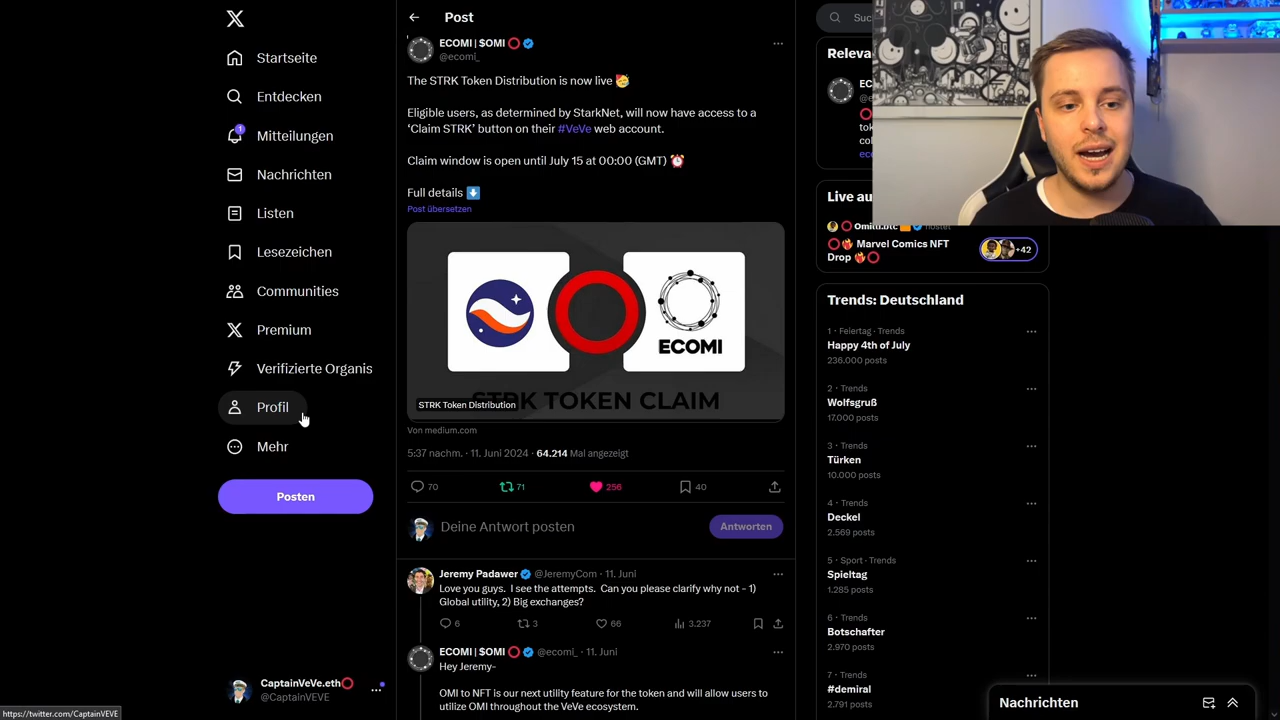 Startseite
Entdecken
1
Mitteilungen
Nachrichten
Listen
Lesezeichen
Communities
Premium
Verifizierte Organis
Profil
Mehr
Posten
CaptainVeVe.eth
@CaptainVEVE
https://twitter.com/CaptainVEVE
Post
ECOMI | $OMI
@ecomi_
The STRK Token Distribution is now live
Eligible users, as determined by StarkNet, will now have access to a
'Claim STRK' button on their #VeVe web account.
Claim window is open until July 15 at 00:00 (GMT)
Full details
Post übersetzen
ECOMI
STRK TOKEN CLAIM
STRK Token Distribution
Von medium.com
5:37 nachm. · 11. Juni 2024 · 64.214 Mal angezeigt
70 71 256 40
Deine Antwort posten
Antworten
Jeremy Padawer @JeremyCom · 11. Juni
Love you guys. I see the attempts. Can you please clarify why not - 1)
Global utility, 2) Big exchanges?
6 3 66 3.237
ECOMI | $OMI @ecomi_ · 11. Juni
Hey Jeremy-
OMI to NFT is our next utility feature for the token and will allow users to
utilize OMI throughout the VeVe ecosystem.
Live au
Marvel Comics NFT
Drop
+42
Trends: Deutschland
1 · Feiertag · Trends
Happy 4th of July
236.000 posts
2 · Trends
Wolfsgruß
17.000 posts
3 · Trends
Türken
10.000 posts
4 · Trends
Deckel
2.569 posts
5 · Sport · Trends
Spieltag
1.285 posts
6 · Trends
Botschafter
2.970 posts
7 · Trends
#demiral
2.791 posts
Nachrichten